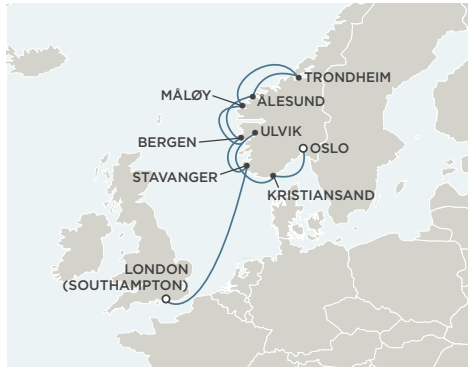 TRONDHEIM
MÅLØY
ÅLESUND
ULVIK
BERGEN
OSLO
STAVANGER
KRISTIANSAND
LONDON
(SOUTHAMPTON)